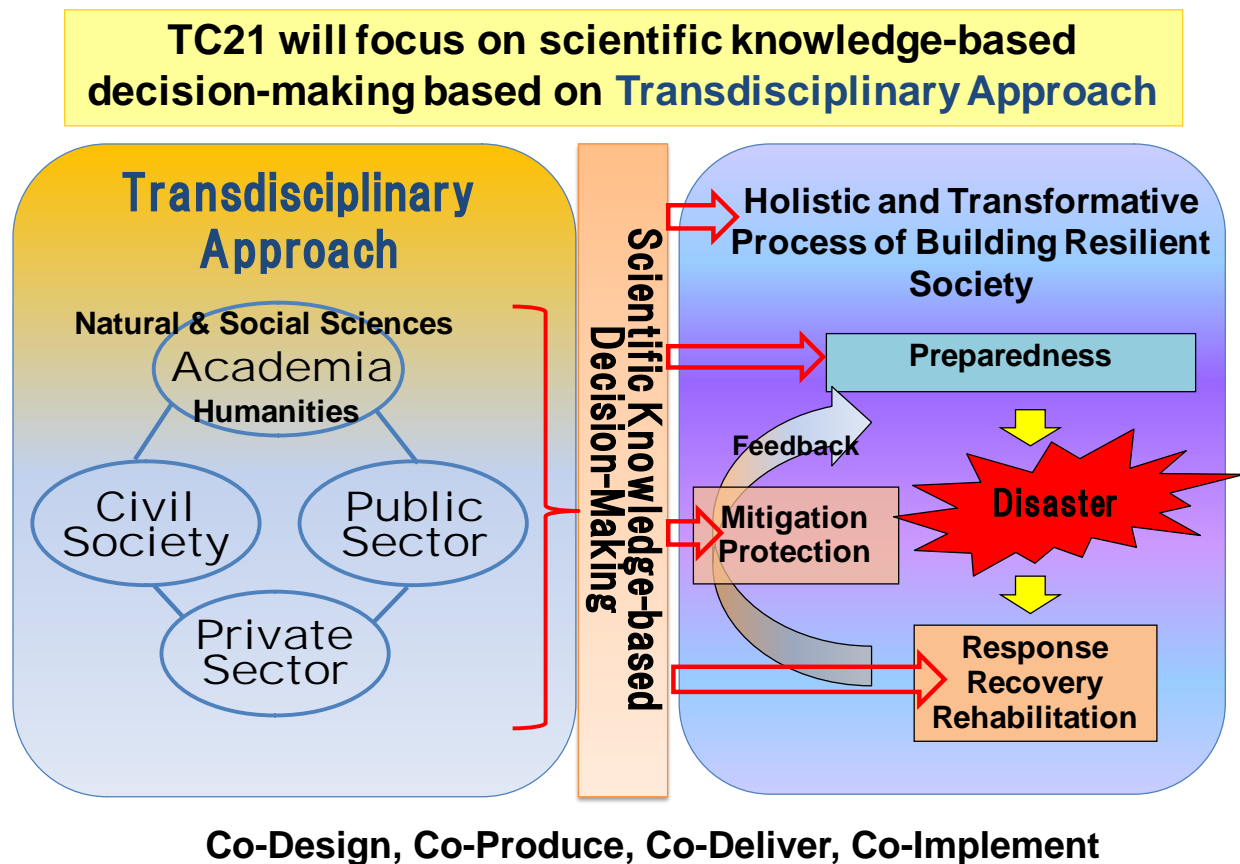 TC21 will focus on scientific knowledge-based
decision-making based on Transdisciplinary Approach
Transdisciplinary
Approach
Natural & Social Sciences
Academia
Humanities
Civil
Society
Public
Sector
Private
Sector
Scientific Knowledge-based
Decision-Making
Holistic and Transformative
Process of Building Resilient
Society
Preparedness
Feedback
Disaster
Mitigation
Protection
Response
Recovery
Rehabilitation
Co-Design, Co-Produce, Co-Deliver, Co-Implement